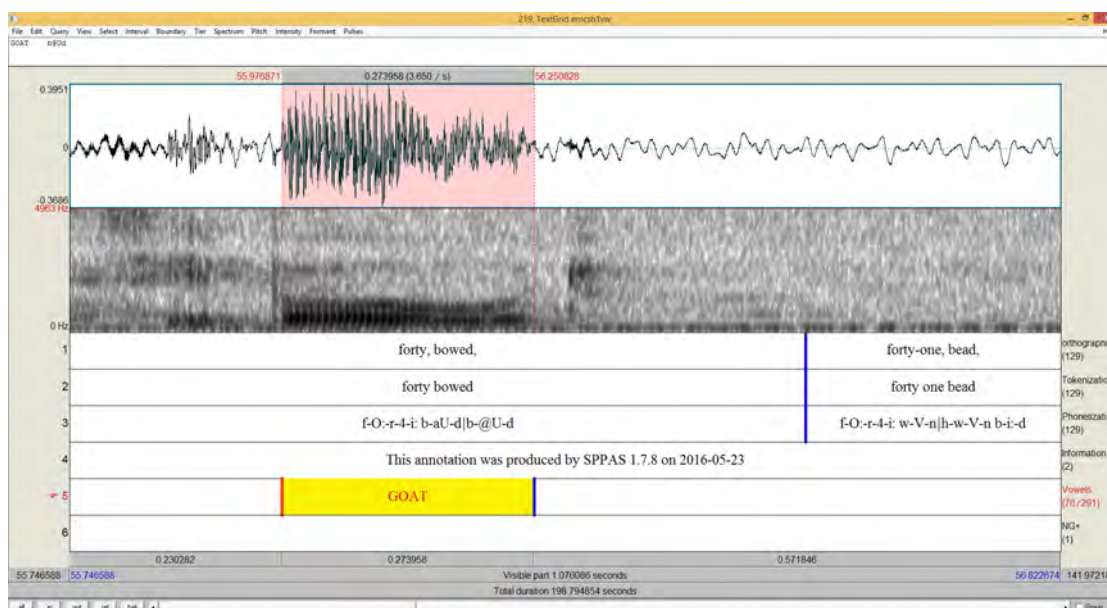 219. TextGrid emcsh1vw
File Edit Query View Select Interval Boundary Tier Spectrum Pitch Intensity Formant Pulses
GOAT
55.976871 0.273958 (3.650 / s) 56.250828
0.3951
0
-0.3686
4963 Hz
0 Hz
1 forty, bowed, forty-one, bead,
(129)
2 forty bowed forty one bead
Tokenizatio
(129)
3 f-O:-r-4-i: b-aU-d|b-@U-d f-O:-r-4-i: w-V-n|h-w-V-n b-i:-d
(129)
4 This annotation was produced by SPPAS 1.7.8 on 2016-05-23
Information
(2)
5 GOAT
Vowels
(76/291)
6
NG+
(1)
0.230282 0.273958 0.571846
55.746588 55.746588 Visible part 1.076086 seconds 56.822674
Total duration 198.794854 seconds